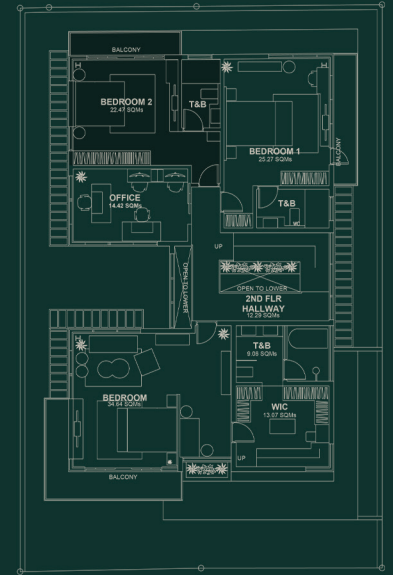 BALCONY
BEDROOM 2
22.47 SQMs
T&B
BEDROOM 1
25.27 SQMs
BALCONY
OFFICE
14.42 SQMs
T&B
UP
OPEN TO LOWER
OPEN TO LOWER
2ND FLR
HALLWAY
12.29 SQMs
T&B
9.08 SQMs
BEDROOM
34.64 SQMs
WIC
13.07 SQMs
UP
BALCONY